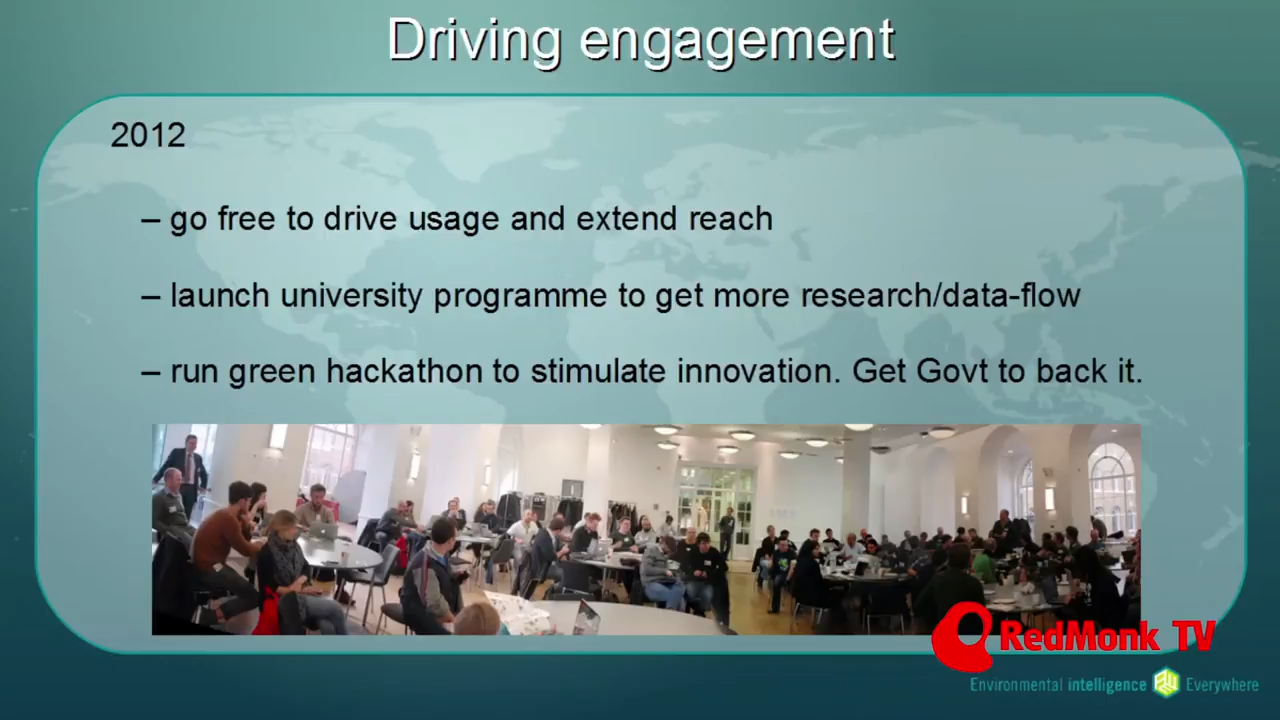 Driving engagement
2012
– go free to drive usage and extend reach
– launch university programme to get more research/data-flow
– run green hackathon to stimulate innovation. Get Govt to back it.
RedMonk TV
Environmental intelligence Everywhere